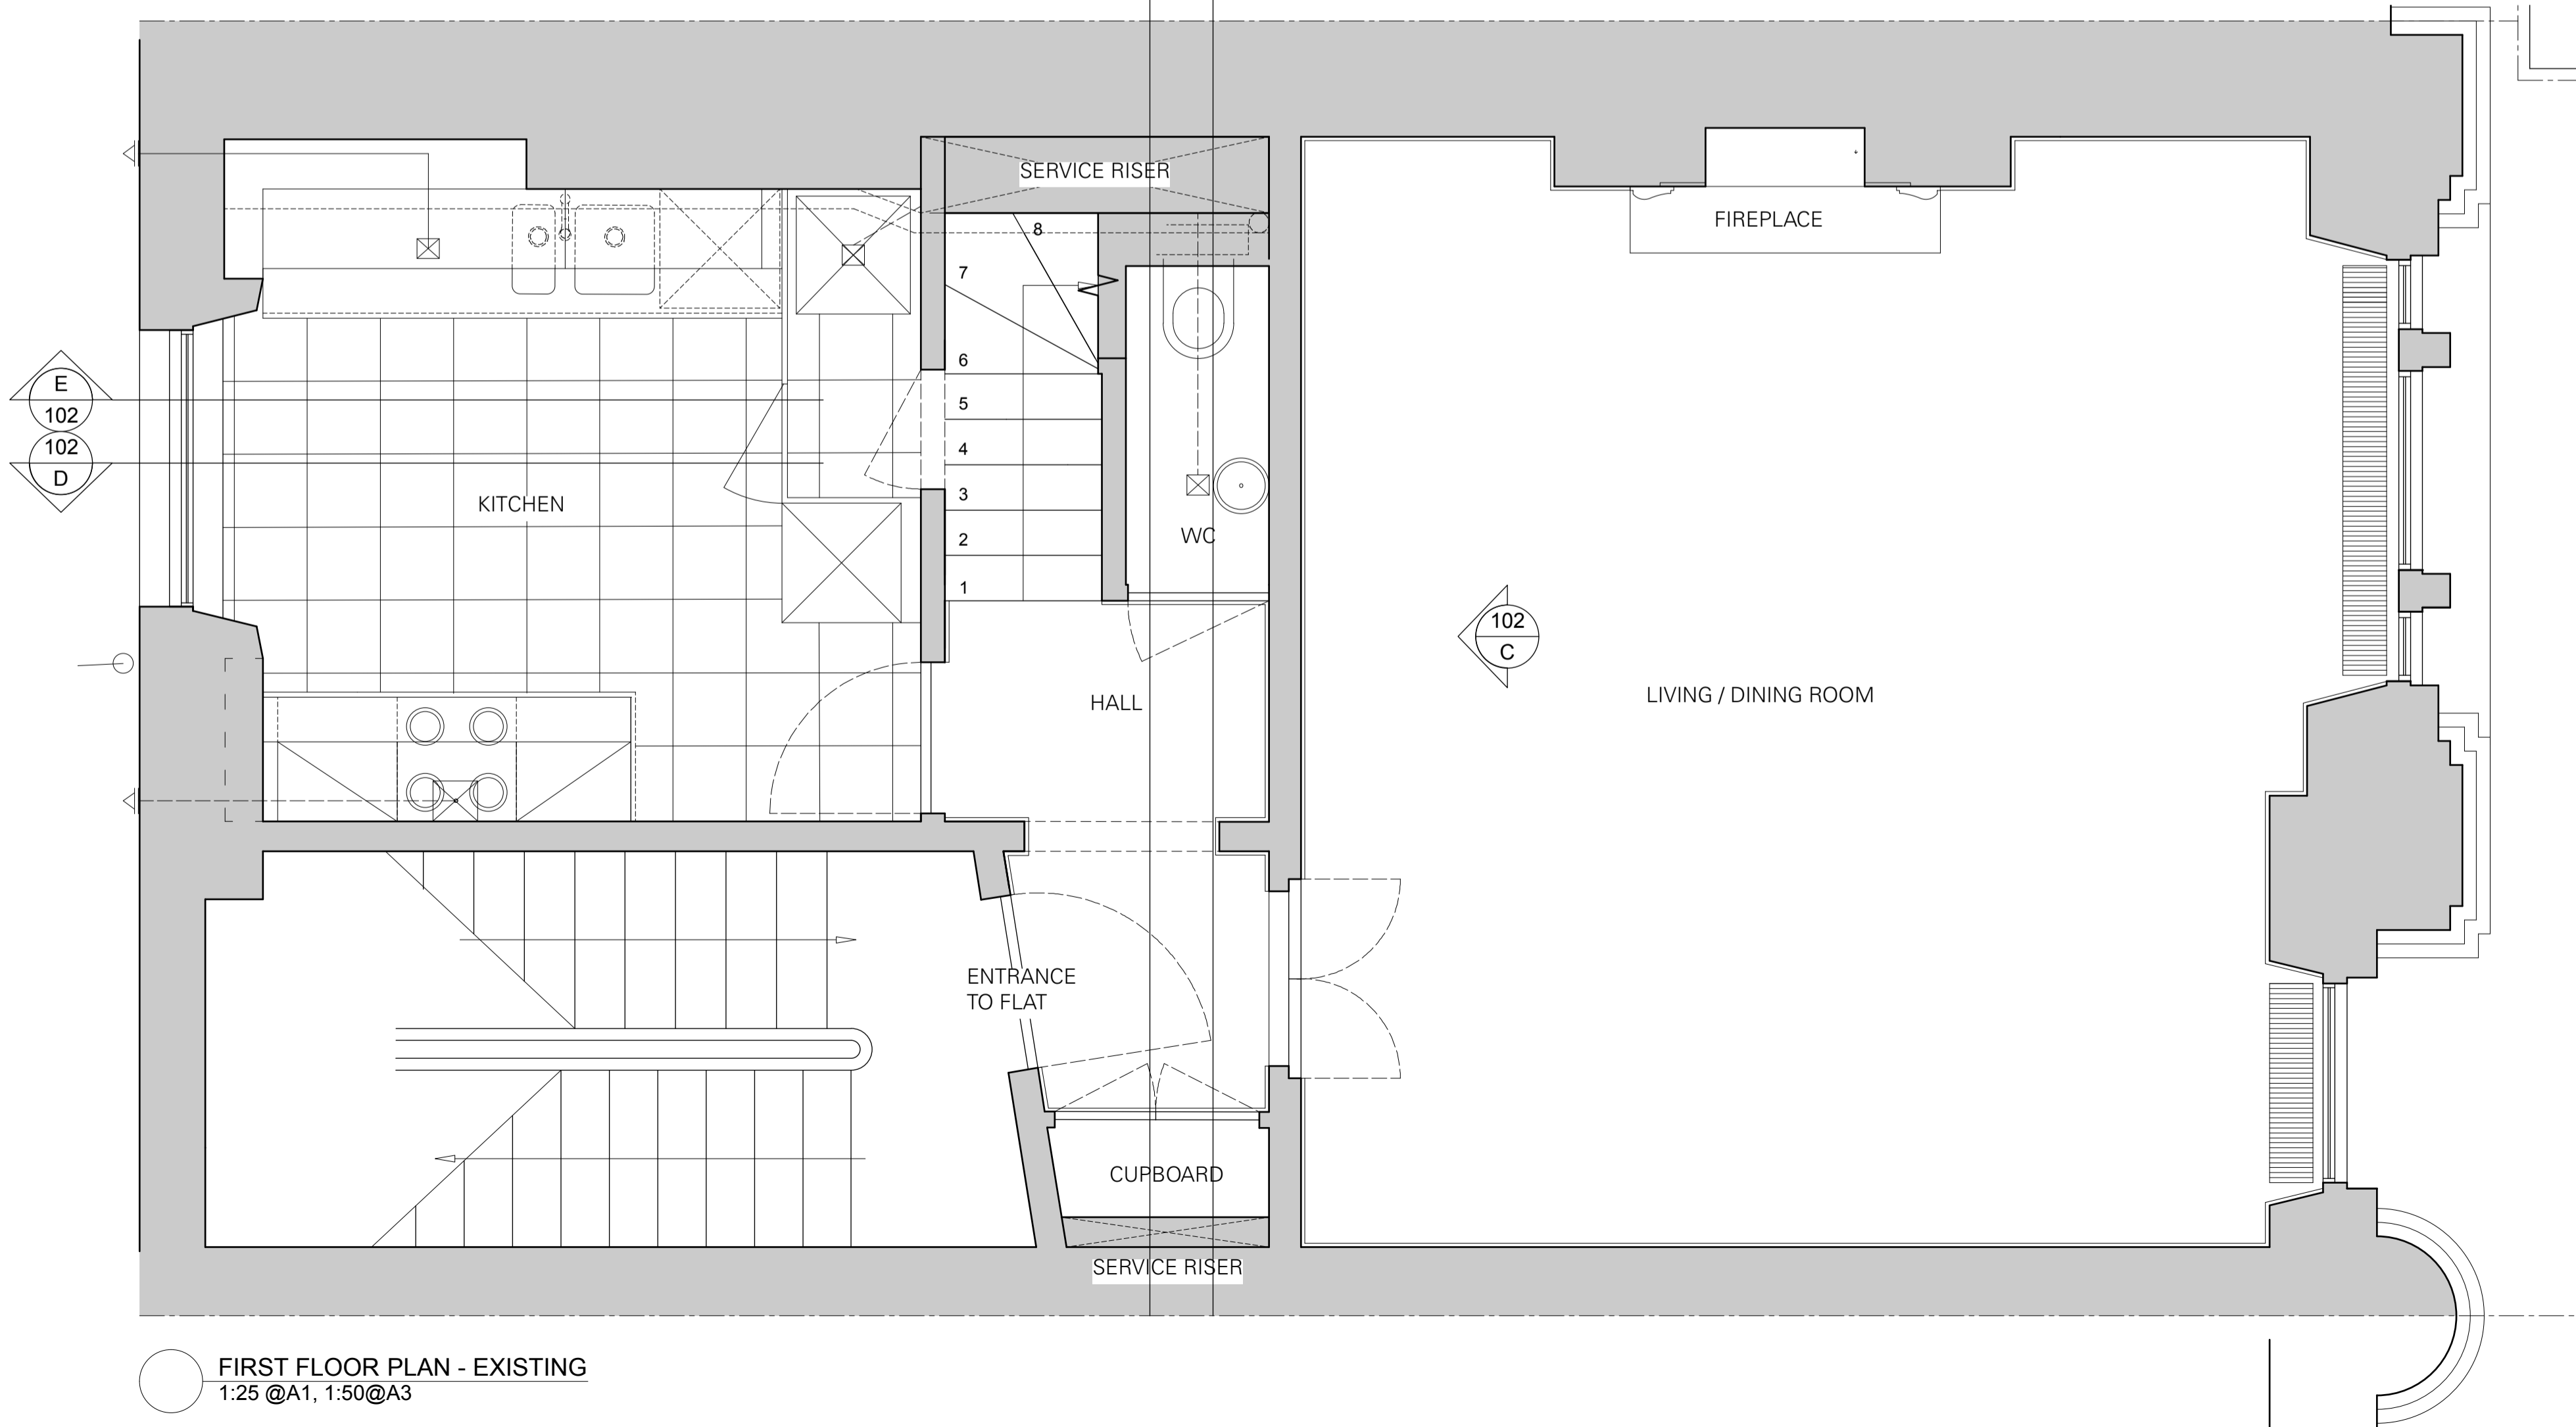 SERVICE RISER
FIREPLACE
8
7
6
5
4
3
2
1
E
102
102
D
KITCHEN
WC
102
C
HALL
LIVING / DINING ROOM
ENTRANCE
TO FLAT
CUPBOARD
SERVICE RISER
FIRST FLOOR PLAN - EXISTING
1:25 @A1, 1:50@A3